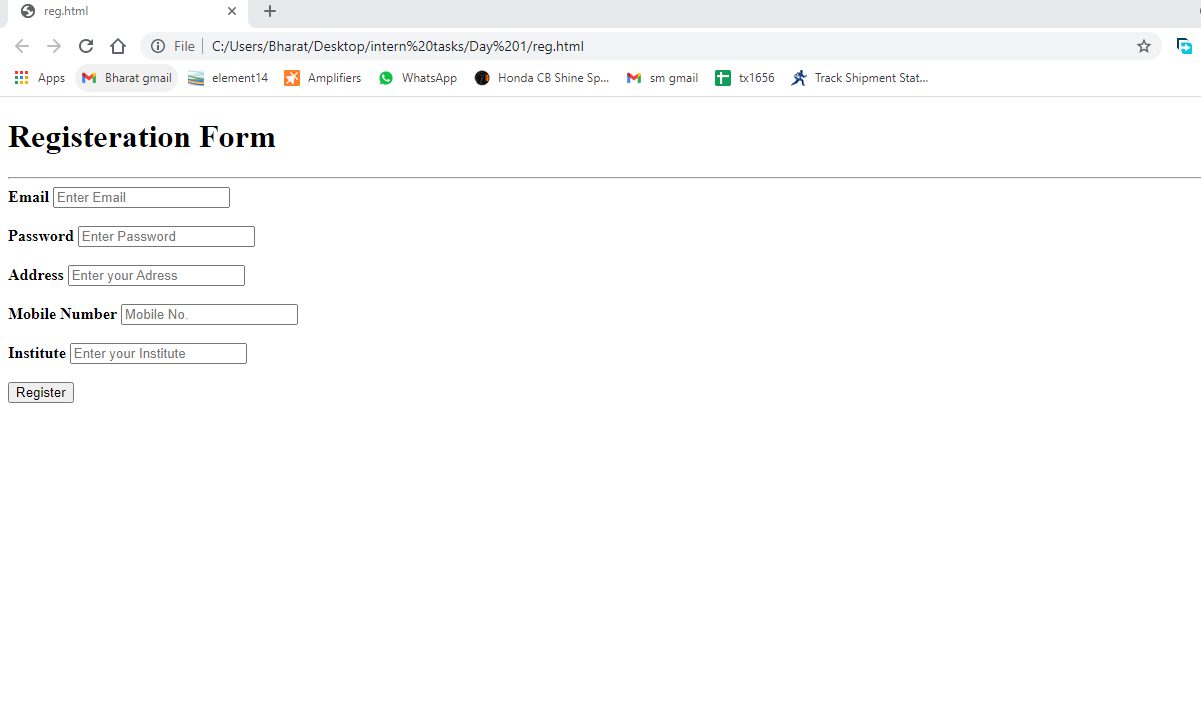 reg.html
File C:/Users/Bharat/Desktop/intern%20tasks/Day%201/reg.html
Apps Bharat gmail element14 Amplifiers WhatsApp Honda CB Shine Sp... sm gmail tx1656 Track Shipment Stat...
Registeration Form
Email Enter Email
Password Enter Password
Address Enter your Adress
Mobile Number Mobile No.
Institute Enter your Institute
Register